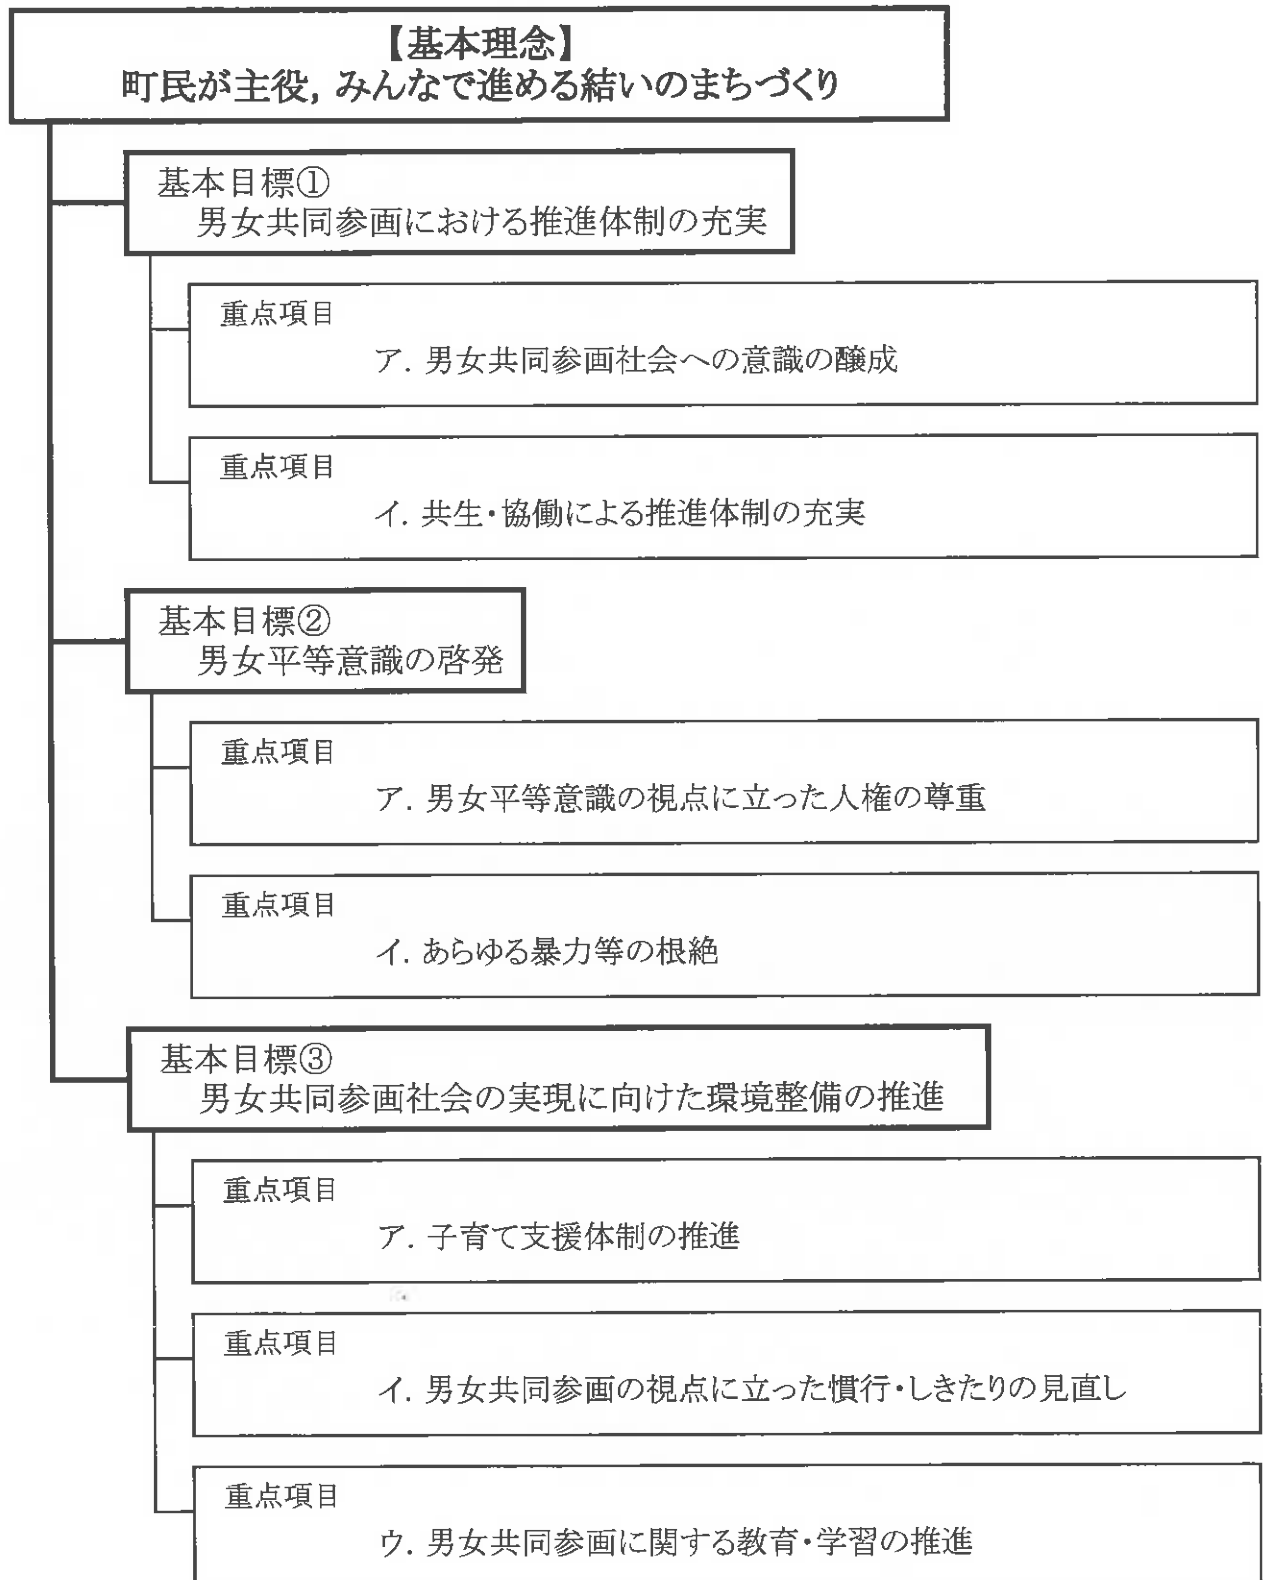 【基本理念】
町民が主役, みんなで進める結いのまちづくり
基本目標①
男女共同参画における推進体制の充実
重点項目
ア. 男女共同参画社会への意識の醸成
重点項目
イ. 共生・協働による推進体制の充実
基本目標②
男女平等意識の啓発
重点項目
ア. 男女平等意識の視点に立った人権の尊重
重点項目
イ. あらゆる暴力等の根絶
基本目標③
男女共同参画社会の実現に向けた環境整備の推進
重点項目
ア. 子育て支援体制の推進
重点項目
イ. 男女共同参画の視点に立った慣行・しきたりの見直し
重点項目
ウ. 男女共同参画に関する教育・学習の推進